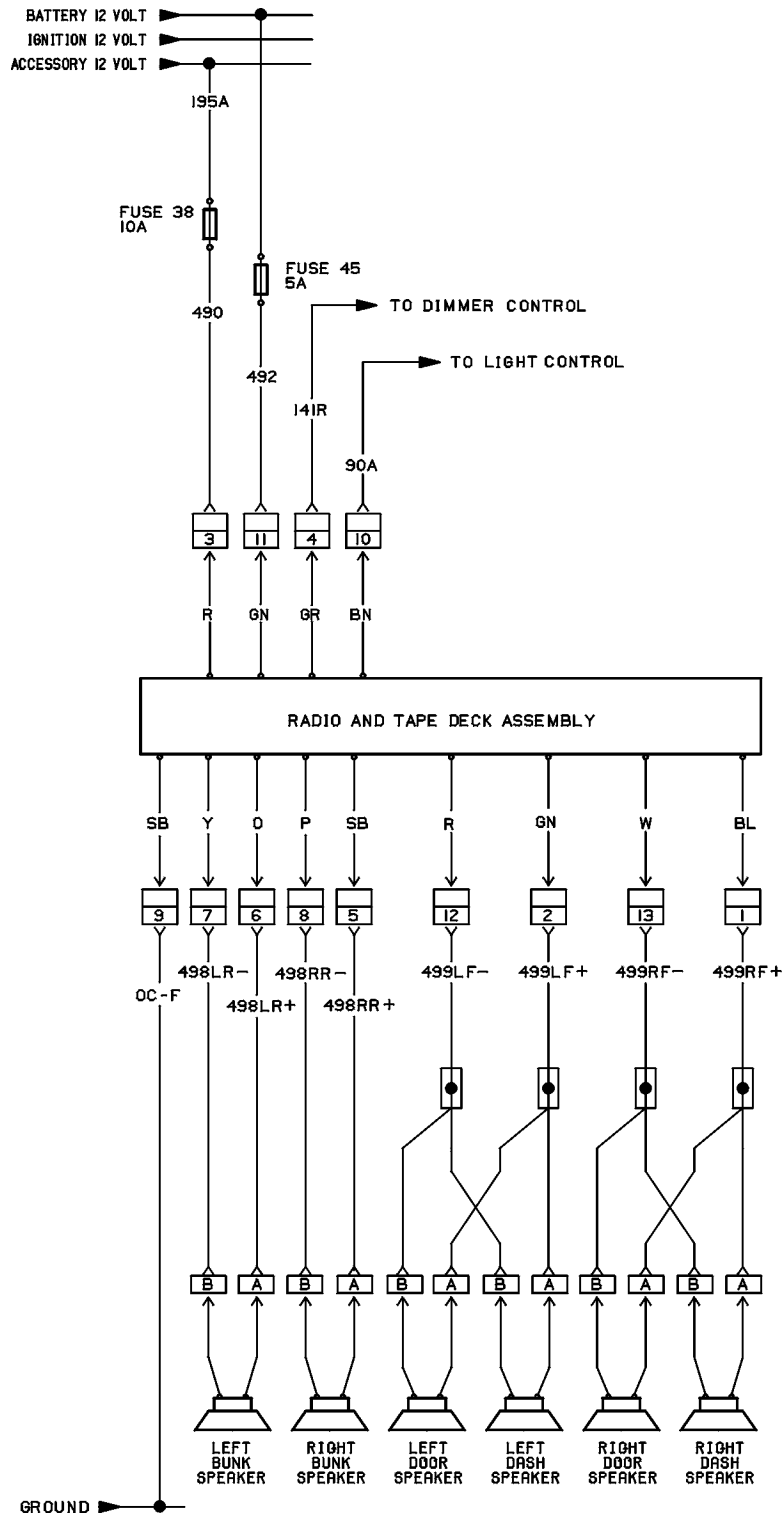 BATTERY 12 VOLT
IGNITION 12 VOLT
ACCESSORY 12 VOLT
195A
FUSE 38
10A
FUSE 45
5A
490
TO DIMMER CONTROL
TO LIGHT CONTROL
492
141R
90A
3 11 4 10
R GN GR BN
RADIO AND TAPE DECK ASSEMBLY
SB Y O P SB R GN W BL
9 7 6 8 5 12 2 13 1
498LR- 498RR- 499LF- 499LF+ 499RF- 499RF+
OC-F
498LR+ 498RR+
B A B A B A B A B A B A
LEFT
BUNK
SPEAKER
RIGHT
BUNK
SPEAKER
LEFT
DOOR
SPEAKER
LEFT
DASH
SPEAKER
RIGHT
DOOR
SPEAKER
RIGHT
DASH
SPEAKER
GROUND